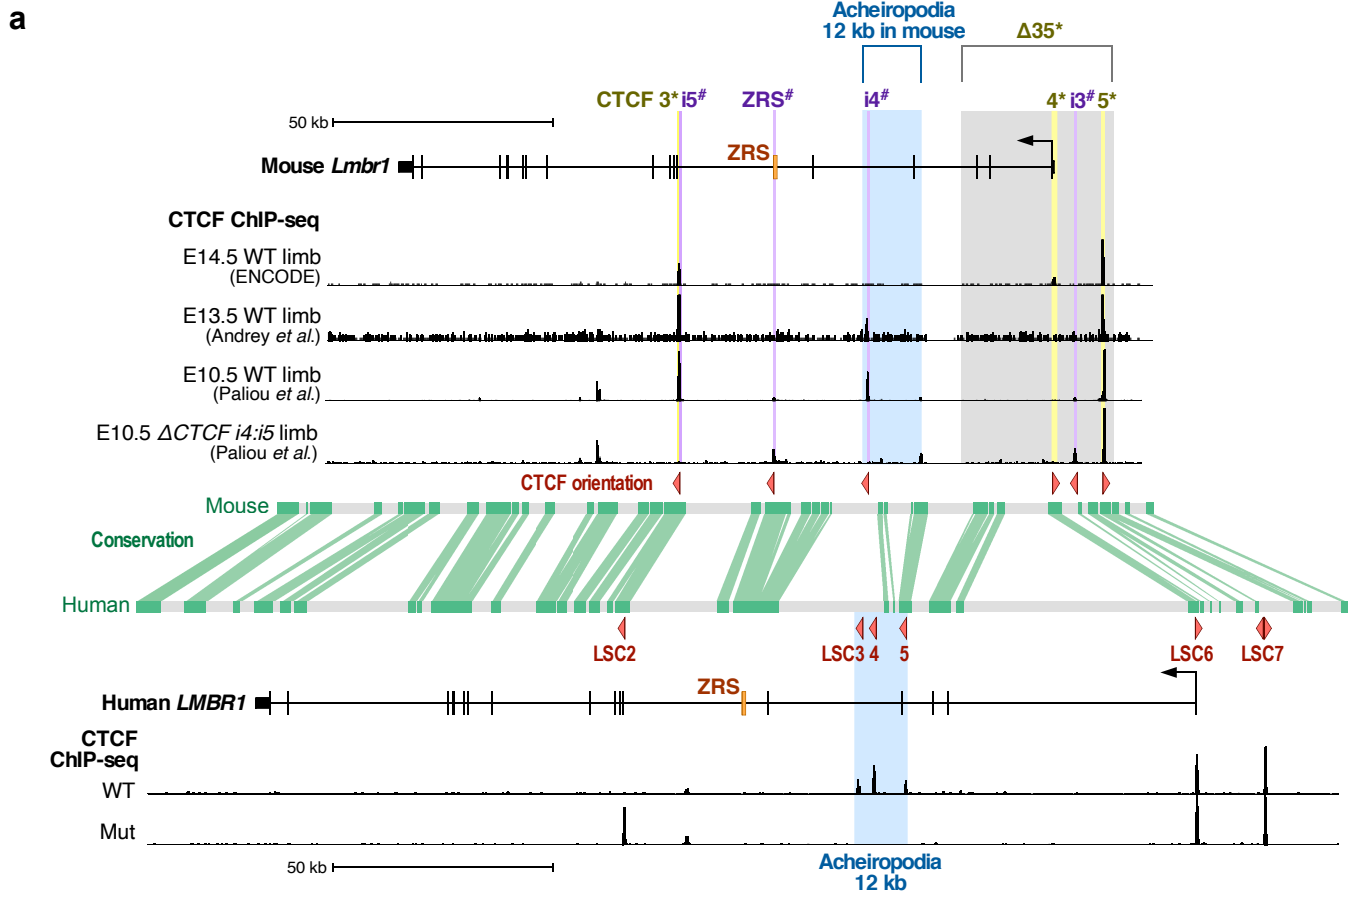 a
Acheiropodia
12 kb in mouse
Δ35*
CTCF 3* i5# ZRS# i4# 4* i3# 5*
50 kb
ZRS
Mouse Lmbr1
CTCF ChIP-seq
E14.5 WT limb
(ENCODE)
E13.5 WT limb
(Andrey et al.)
E10.5 WT limb
(Paliou et al.)
E10.5 ΔCTCF i4:i5 limb
(Paliou et al.)
CTCF orientation
Mouse
Conservation
Human
LSC2 LSC3 4 5 LSC6 LSC7
ZRS
Human LMBR1
CTCF
ChIP-seq
WT
Mut
50 kb
Acheiropodia
12 kb